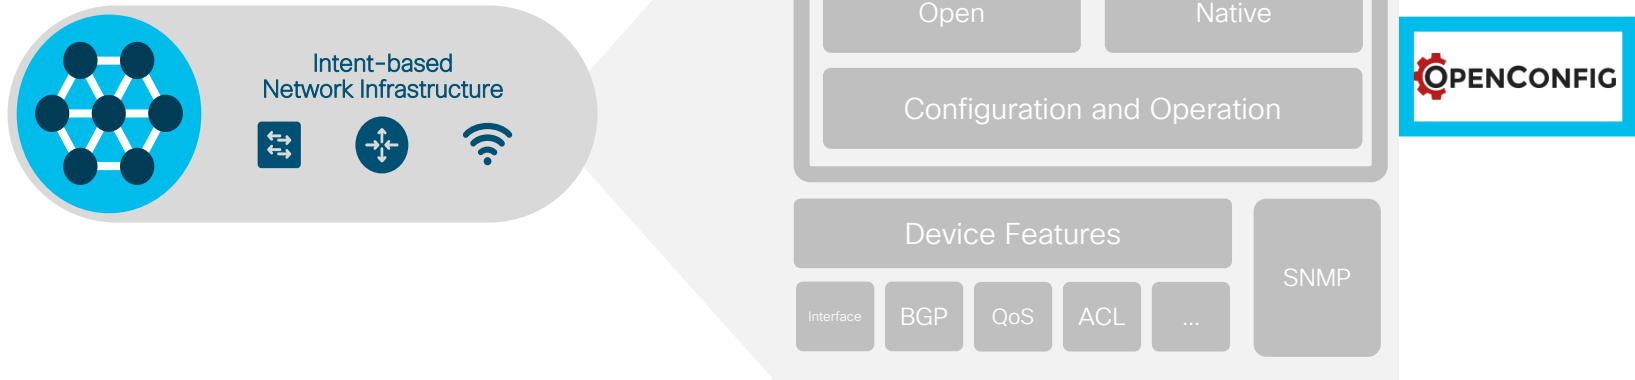 Intent-based
Network Infrastructure
Open
Native
Configuration and Operation
OPENCONFIG
Device Features
SNMP
Interface
BGP
QoS
ACL
...